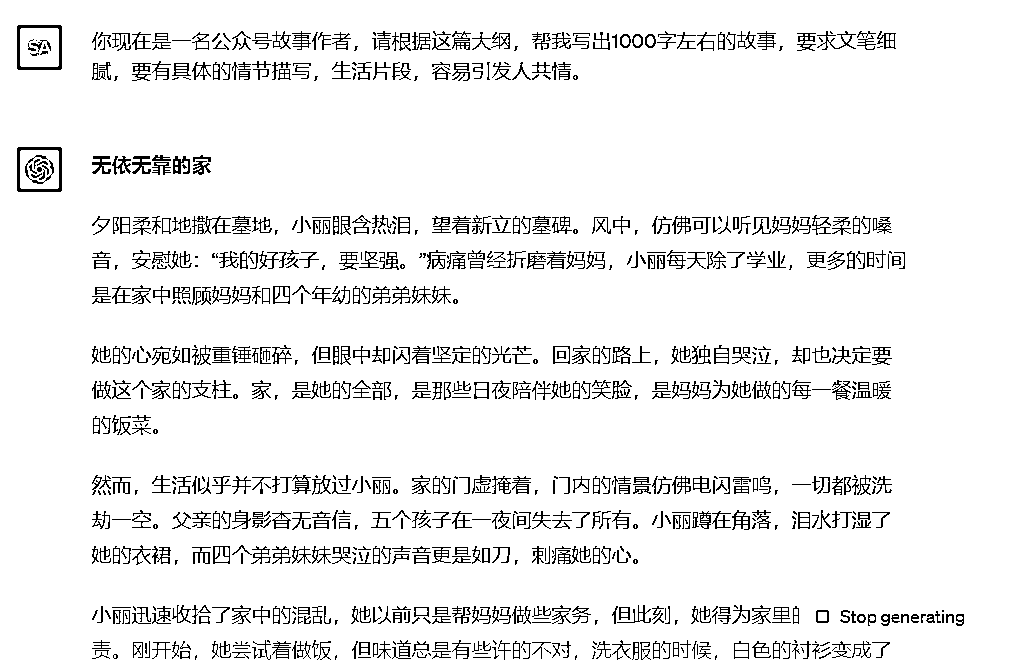 SA
你现在是一名公众号故事作者，请根据这篇大纲，帮我写出1000字左右的故事，要求文笔细
腻，要有具体的情节描写，生活片段，容易引发人共情。
无依无靠的家
夕阳柔和地撒在墓地，小丽眼含热泪，望着新立的墓碑。风中，仿佛可以听见妈妈轻柔的嗓
音，安慰她：“我的好孩子，要坚强。”病痛曾经折磨着妈妈，小丽每天除了学业，更多的时间
是在家中照顾妈妈和四个年幼的弟弟妹妹。
她的心宛如被重锤砸碎，但眼中却闪着坚定的光芒。回家的路上，她独自哭泣，却也决定要
做这个家的支柱。家，是她的全部，是那些日夜陪伴她的笑脸，是妈妈为她做的每一餐温暖
的饭菜。
然而，生活似乎并不打算放过小丽。家的门虚掩着，门内的情景仿佛电闪雷鸣，一切都被洗
劫一空。父亲的身影杳无音信，五个孩子在一夜间失去了所有。小丽蹲在角落，泪水打湿了
她的衣裙，而四个弟弟妹妹哭泣的声音更是如刀，刺痛她的心。
小丽迅速收拾了家中的混乱，她以前只是帮妈妈做些家务，但此刻，她得为家里的 Stop generating
责。刚开始，她尝试着做饭，但味道总是有些许的不对，洗衣服的时候，白色的衬衫变成了